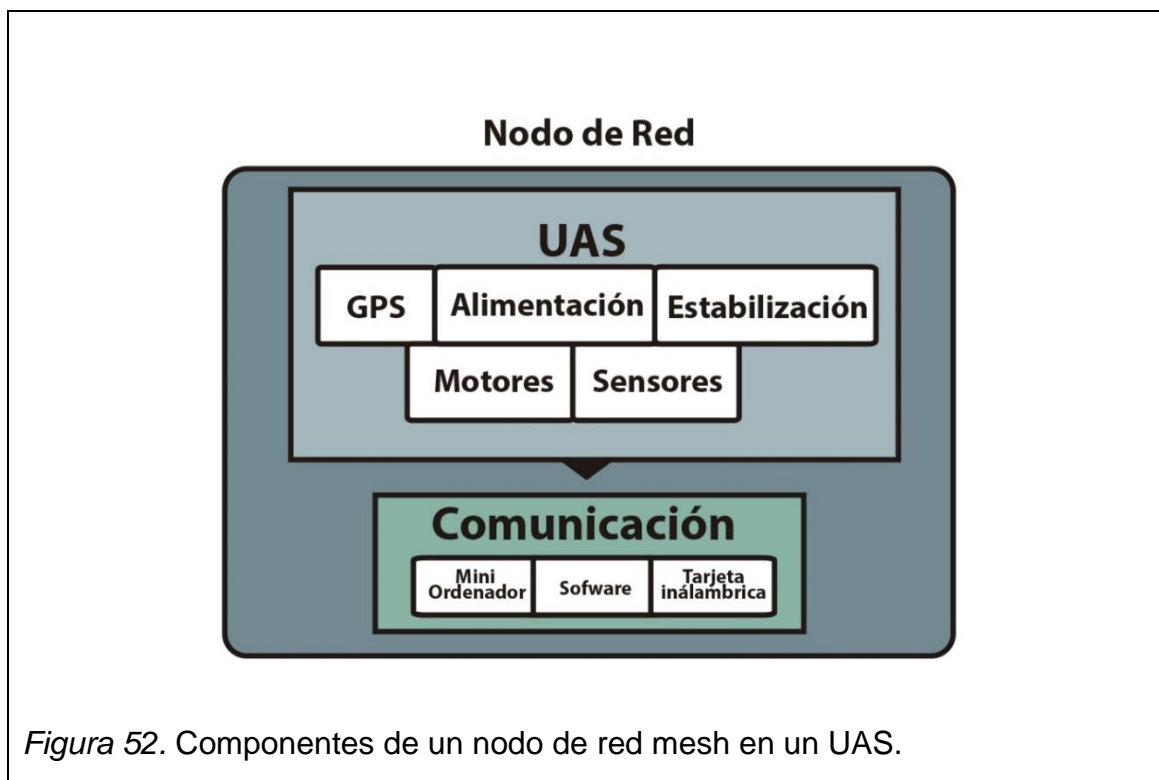 Nodo de Red
UAS
GPS Alimentación Estabilización
Motores Sensores
Comunicación
Mini
Ordenador
Sofware
Tarjeta
inálambrica
Figura 52. Componentes de un nodo de red mesh en un UAS.